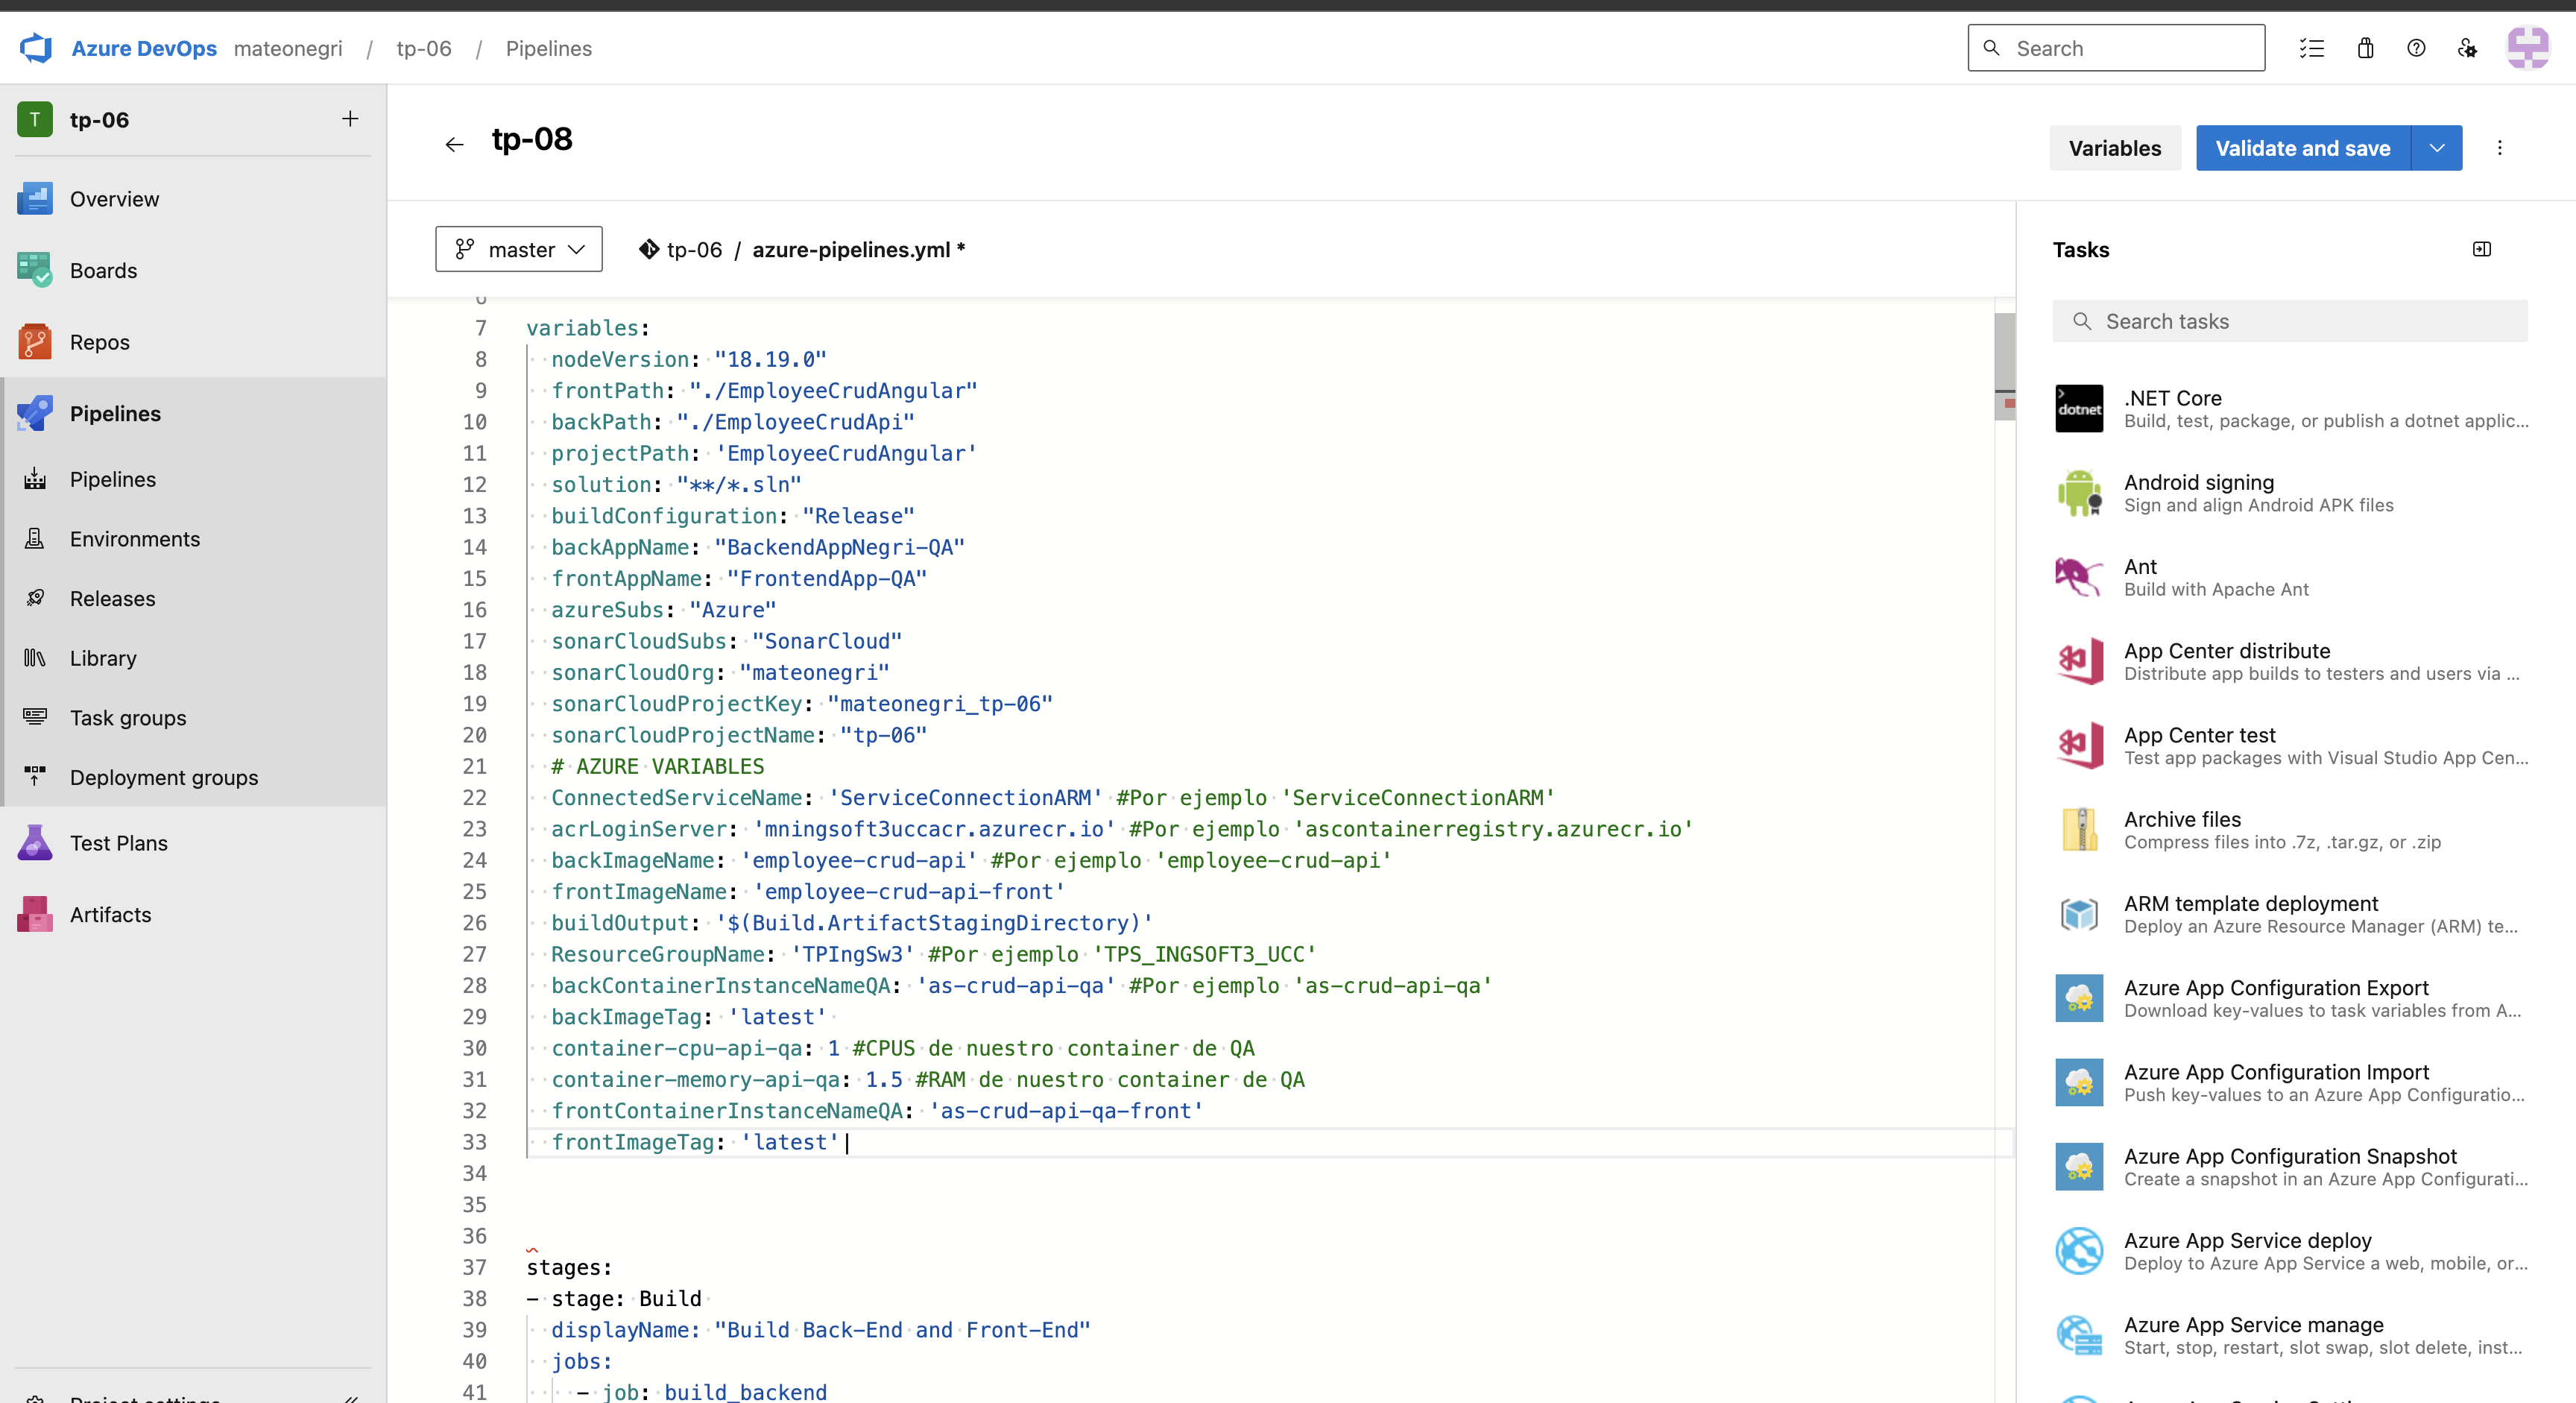 Azure DevOps mateonegri / tp-06 / Pipelines
Search
T tp-06
Overview
Boards
Repos
Pipelines
Pipelines
Environments
Releases
Library
Task groups
Deployment groups
Test Plans
Artifacts
Project settings
tp-08
Variables
Validate and save
master
tp-06 / azure-pipelines.yml *
6
7 variables:
8 nodeVersion: "18.19.0"
9 frontPath: "./EmployeeCrudAngular"
10 backPath: "./EmployeeCrudApi"
11 projectPath: 'EmployeeCrudAngular'
12 solution: "**/*.sln"
13 buildConfiguration: "Release"
14 backAppName: "BackendAppNegri-QA"
15 frontAppName: "FrontendApp-QA"
16 azureSubs: "Azure"
17 sonarCloudSubs: "SonarCloud"
18 sonarCloudOrg: "mateonegri"
19 sonarCloudProjectKey: "mateonegri_tp-06"
20 sonarCloudProjectName: "tp-06"
21 # AZURE VARIABLES
22 ConnectedServiceName: 'ServiceConnectionARM' #Por ejemplo 'ServiceConnectionARM'
23 acrLoginServer: 'mningsoft3uccacr.azurecr.io' #Por ejemplo 'ascontainerregistry.azurecr.io'
24 backImageName: 'employee-crud-api' #Por ejemplo 'employee-crud-api'
25 frontImageName: 'employee-crud-api-front'
26 buildOutput: '$(Build.ArtifactStagingDirectory)'
27 ResourceGroupName: 'TPIngSw3' #Por ejemplo 'TPS_INGSOFT3_UCC'
28 backContainerInstanceNameQA: 'as-crud-api-qa' #Por ejemplo 'as-crud-api-qa'
29 backImageTag: 'latest'
30 container-cpu-api-qa: 1 #CPUS de nuestro container de QA
31 container-memory-api-qa: 1.5 #RAM de nuestro container de QA
32 frontContainerInstanceNameQA: 'as-crud-api-qa-front'
33 frontImageTag: 'latest'
34
35
36
37 stages:
38 - stage: Build
39 displayName: "Build Back-End and Front-End"
40 jobs:
41 - job: build_backend
Tasks
Search tasks
dotnet
.NET Core
Build, test, package, or publish a dotnet applic...
Android signing
Sign and align Android APK files
Ant
Build with Apache Ant
App Center distribute
Distribute app builds to testers and users via ...
App Center test
Test app packages with Visual Studio App Cen...
Archive files
Compress files into .7z, .tar.gz, or .zip
ARM template deployment
Deploy an Azure Resource Manager (ARM) te...
Azure App Configuration Export
Download key-values to task variables from A...
Azure App Configuration Import
Push key-values to an Azure App Configuratio...
Azure App Configuration Snapshot
Create a snapshot in an Azure App Configurati...
Azure App Service deploy
Deploy to Azure App Service a web, mobile, or...
Azure App Service manage
Start, stop, restart, slot swap, slot delete, inst...